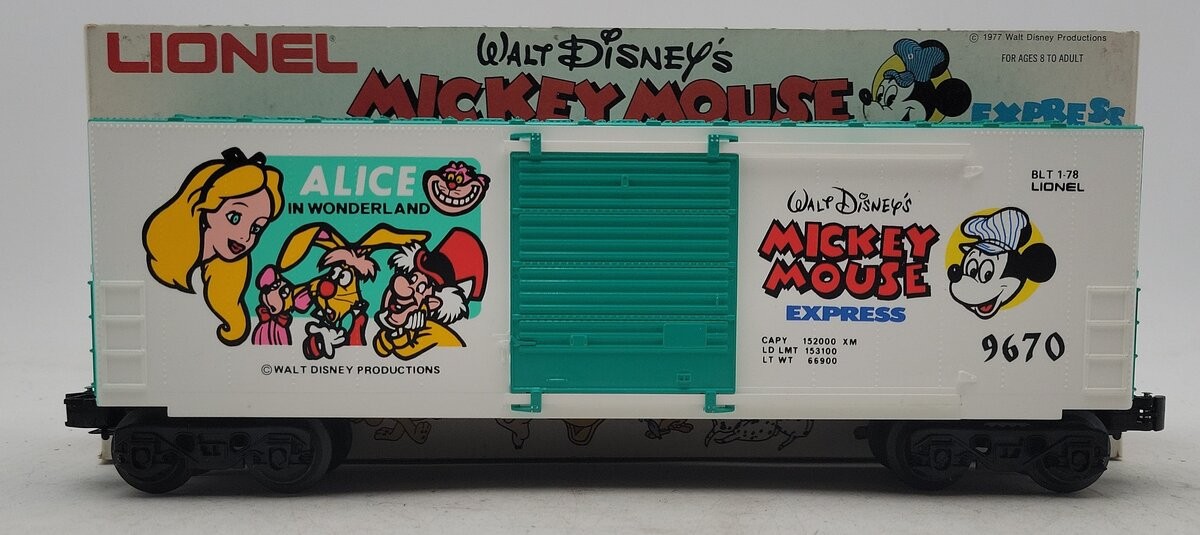 LIONEL
WALT DISNEY'S
MICKEY MOUSE
EXPRESS
© 1977 Walt Disney Productions
FOR AGES 8 TO ADULT
ALICE
IN WONDERLAND
©WALT DISNEY PRODUCTIONS
BLT 1-78
LIONEL
WALT DISNEY'S
MICKEY
MOUSE
EXPRESS
CAPY 152000 XM
LD LMT 153100
LT WT 66900
9670